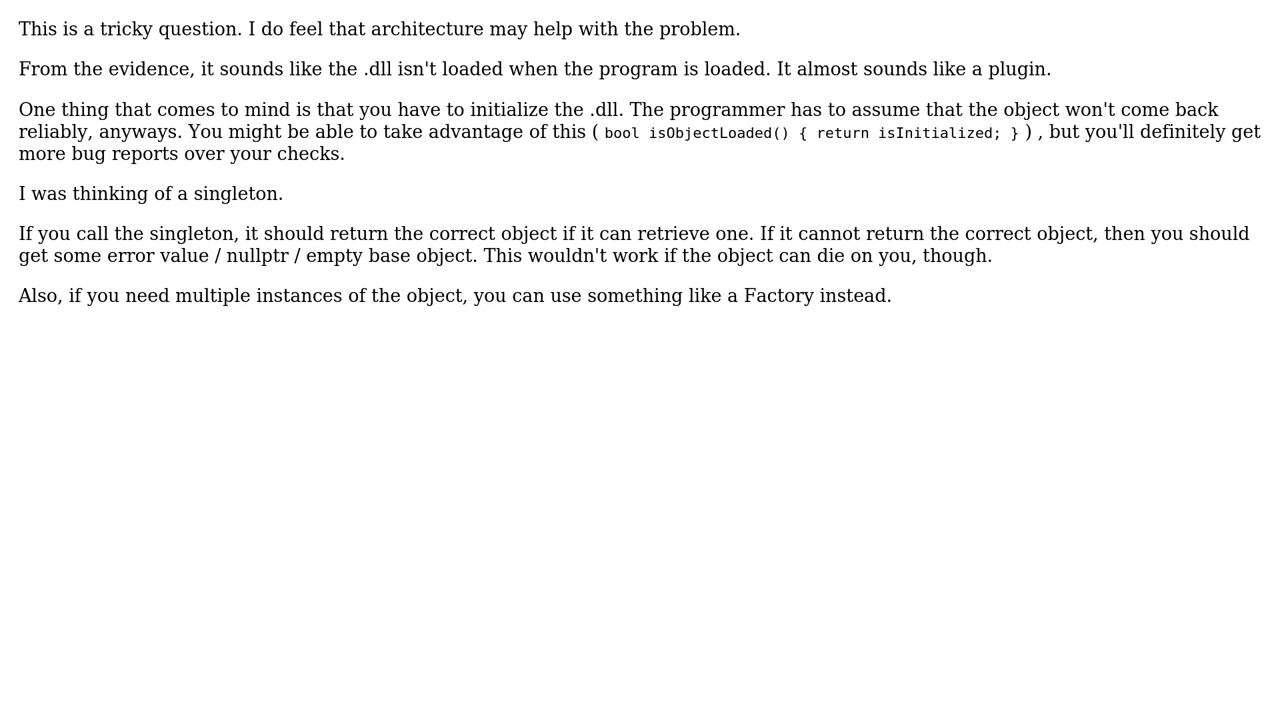 This is a tricky question. I do feel that architecture may help with the problem.
From the evidence, it sounds like the .dll isn't loaded when the program is loaded. It almost sounds like a plugin.
One thing that comes to mind is that you have to initialize the .dll. The programmer has to assume that the object won't come back
reliably, anyways. You might be able to take advantage of this ( bool isObjectLoaded() { return isInitialized; } ) , but you'll definitely get
more bug reports over your checks.
I was thinking of a singleton.
If you call the singleton, it should return the correct object if it can retrieve one. If it cannot return the correct object, then you should
get some error value / nullptr / empty base object. This wouldn't work if the object can die on you, though.
Also, if you need multiple instances of the object, you can use something like a Factory instead.